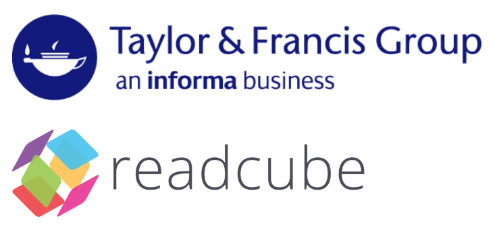 Taylor & Francis Group
an informa business
readcube